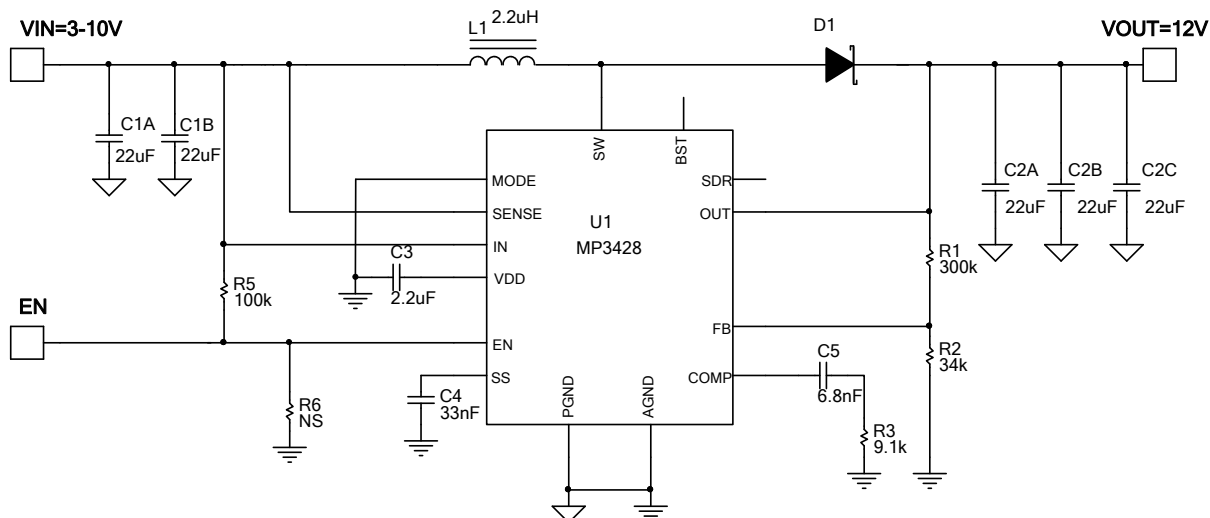 VIN=3-10V
L1 2.2uH
D1
VOUT=12V
C1A
22uF
C1B
22uF
SW
BST
MODE
SENSE
IN
VDD
EN
SS
U1
MP3428
SDR
OUT
FB
COMP
PGND
AGND
C2A
22uF
C2B
22uF
C2C
22uF
C3
2.2uF
R1
300k
R5
100k
EN
R2
34k
C5
6.8nF
C4
33nF
R6
NS
R3
9.1k